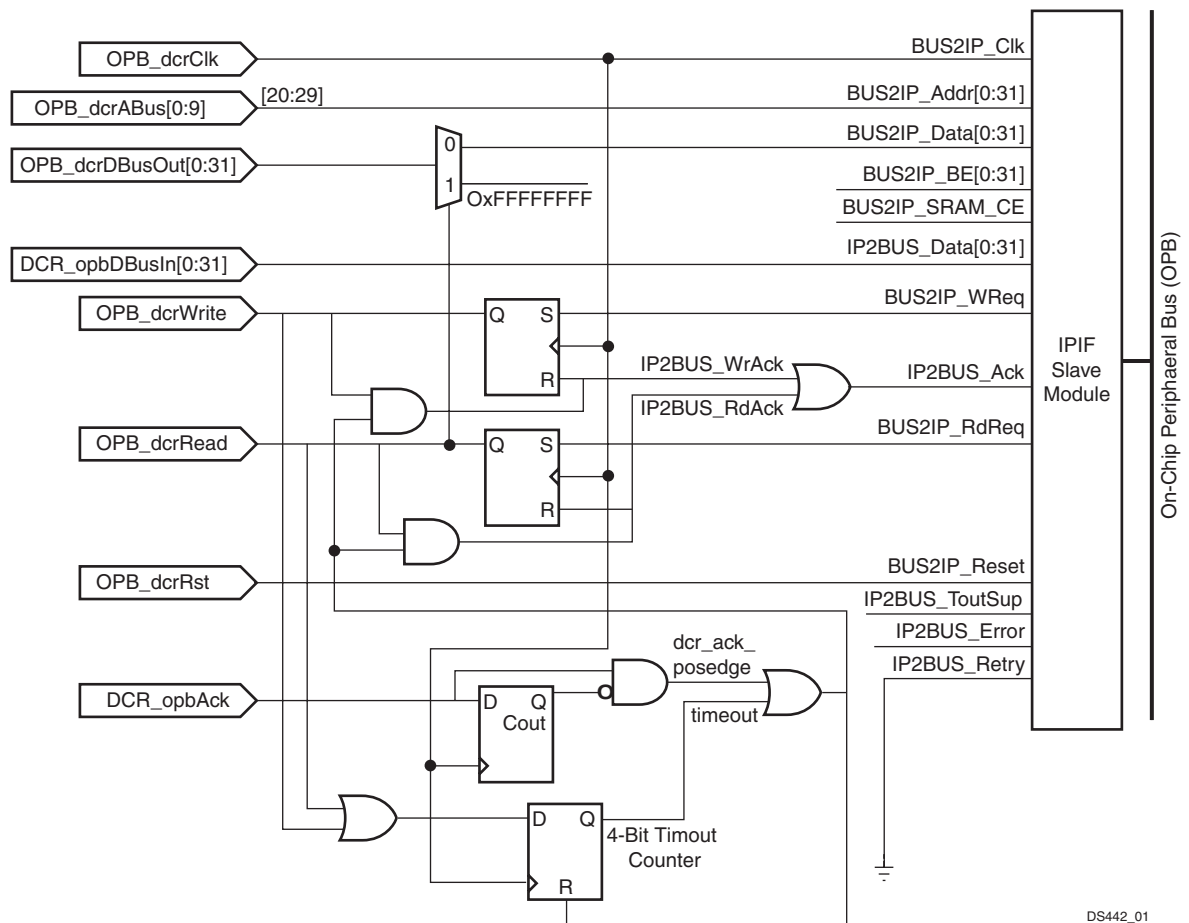 OPB_dcrClk
BUS2IP_Clk
OPB_dcrABus[0:9]
[20:29]
BUS2IP_Addr[0:31]
OPB_dcrDBusOut[0:31]
0
1
OxFFFFFFFF
BUS2IP_Data[0:31]
BUS2IP_BE[0:31]
BUS2IP_SRAM_CE
DCR_opbDBusIn[0:31]
IP2BUS_Data[0:31]
OPB_dcrWrite
Q S
R
BUS2IP_WReq
IP2BUS_WrAck
IP2BUS_RdAck
IP2BUS_Ack
IPIF
Slave
Module
On-Chip Periphaeral Bus (OPB)
OPB_dcrRead
Q S
R
BUS2IP_RdReq
OPB_dcrRst
BUS2IP_Reset
IP2BUS_ToutSup
IP2BUS_Error
IP2BUS_Retry
dcr_ack_
posedge
DCR_opbAck
D Q
Cout
timeout
D Q
R
4-Bit Timout
Counter
DS442_01